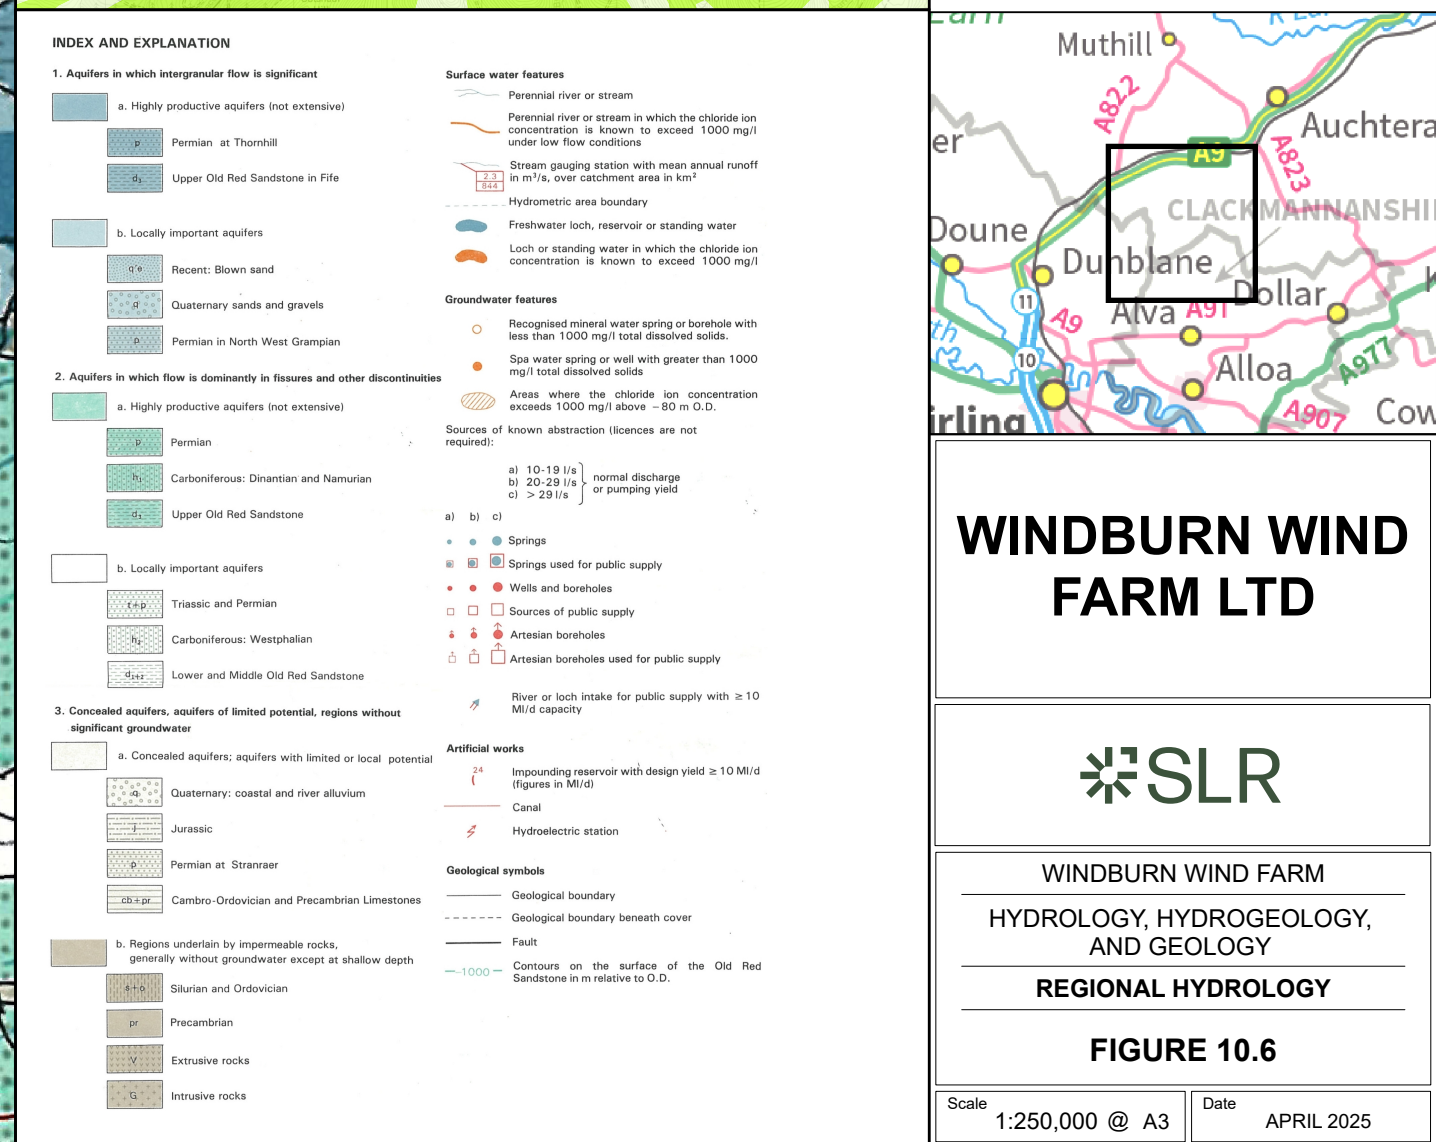 INDEX AND EXPLANATION
1. Aquifers in which intergranular flow is significant
a. Highly productive aquifers (not extensive)
p
Permian at Thornhill
d3
Upper Old Red Sandstone in Fife
b. Locally important aquifers
q'e
Recent: Blown sand
q
Quaternary sands and gravels
p
Permian in North West Grampian
2. Aquifers in which flow is dominantly in fissures and other discontinuities
a. Highly productive aquifers (not extensive)
p
Permian
h1
Carboniferous: Dinantian and Namurian
Upper Old Red Sandstone
b. Locally important aquifers
t+p
Triassic and Permian
h2
Carboniferous: Westphalian
d1+2
Lower and Middle Old Red Sandstone
3. Concealed aquifers, aquifers of limited potential, regions without
significant groundwater
a. Concealed aquifers; aquifers with limited or local potential
q
Quaternary: coastal and river alluvium
j
Jurassic
p
Permian at Stranraer
cb+pr
Cambro-Ordovician and Precambrian Limestones
b. Regions underlain by impermeable rocks,
generally without groundwater except at shallow depth
s+o
Silurian and Ordovician
pr
Precambrian
V
Extrusive rocks
G
Intrusive rocks
Surface water features
Perennial river or stream
Perennial river or stream in which the chloride ion
concentration is known to exceed 1000 mg/l
under low flow conditions
2.3
844
Stream gauging station with mean annual runoff
in m³/s, over catchment area in km²
Hydrometric area boundary
Freshwater loch, reservoir or standing water
Loch or standing water in which the chloride ion
concentration is known to exceed 1000 mg/l
Groundwater features
Recognised mineral water spring or borehole with
less than 1000 mg/l total dissolved solids.
Spa water spring or well with greater than 1000
mg/l total dissolved solids
Areas where the chloride ion concentration
exceeds 1000 mg/l above −80 m O.D.
Sources of known abstraction (licences are not
required):
a) 10-19 l/s
b) 20-29 l/s
c) > 29 l/s
normal discharge
or pumping yield
a) b) c)
Springs
Springs used for public supply
Wells and boreholes
Sources of public supply
Artesian boreholes
Artesian boreholes used for public supply
River or loch intake for public supply with ≥ 10
Ml/d capacity
Artificial works
24
Impounding reservoir with design yield ≥ 10 Ml/d
(figures in Ml/d)
Canal
Hydroelectric station
Geological symbols
Geological boundary
Geological boundary beneath cover
Fault
—1000—
Contours on the surface of the Old Red
Sandstone in m relative to O.D.
Earn
Muthill
A822
Auchtera
er
A9
A823
CLACKMANNANSHI
Doune
Dunblane
11
A9
Alva
A91
Dollar
th
10
Alloa
A977
irling
A907
Cow
WINDBURN WIND
FARM LTD
SLR
WINDBURN WIND FARM
HYDROLOGY, HYDROGEOLOGY,
AND GEOLOGY
REGIONAL HYDROLOGY
FIGURE 10.6
Scale
1:250,000 @ A3
Date
APRIL 2025